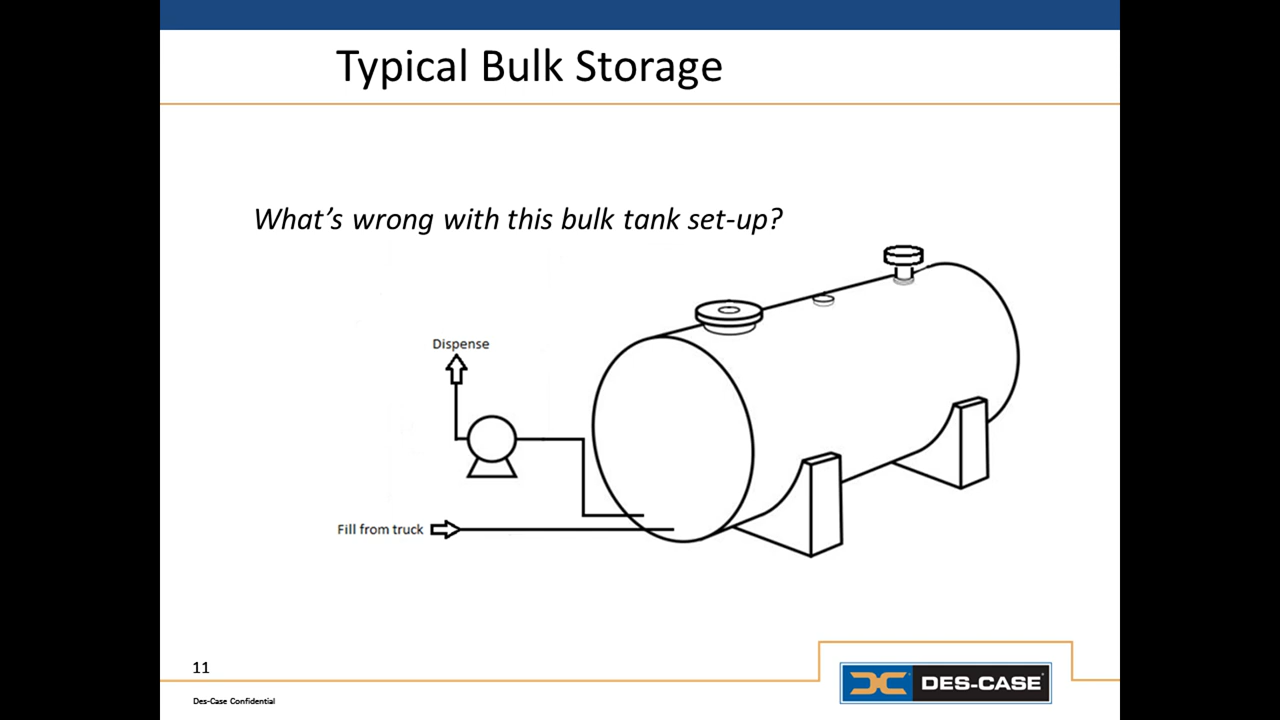 Typical Bulk Storage
What's wrong with this bulk tank set-up?
Dispense
Fill from truck
11
Des-Case Confidential
DES-CASE